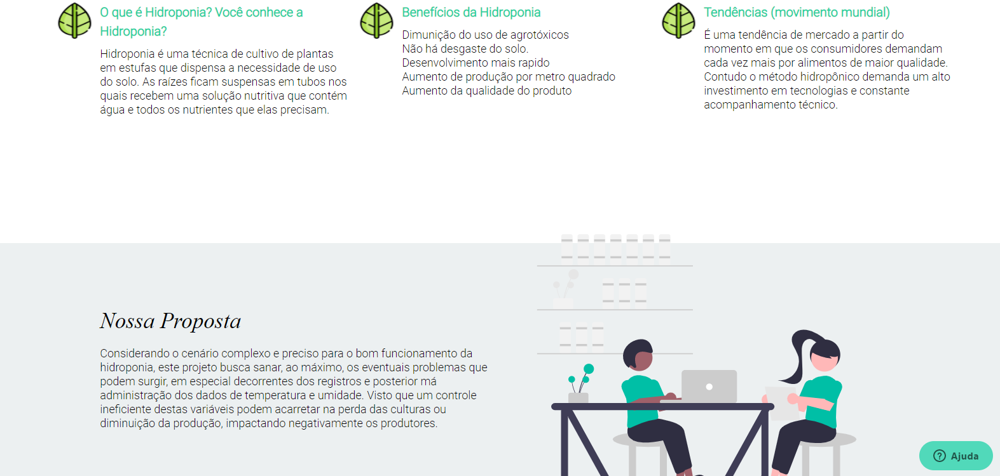 O que é Hidroponia? Você conhece a
Hidroponia?
Hidroponia é uma técnica de cultivo de plantas
em estufas que dispensa a necessidade de uso
do solo. As raízes ficam suspensas em tubos nos
quais recebem uma solução nutritiva que contém
água e todos os nutrientes que elas precisam.
Benefícios da Hidroponia
Dimunição do uso de agrotóxicos
Não há desgaste do solo.
Desenvolvimento mais rapido
Aumento de produção por metro quadrado
Aumento da qualidade do produto
Tendências (movimento mundial)
É uma tendência de mercado a partir do
momento em que os consumidores demandam
cada vez mais por alimentos de maior qualidade.
Contudo o método hidropônico demanda um alto
investimento em tecnologias e constante
acompanhamento técnico.
Nossa Proposta
Considerando o cenário complexo e preciso para o bom funcionamento da
hidroponia, este projeto busca sanar, ao máximo, os eventuais problemas que
podem surgir, em especial decorrentes dos registros e posterior má
administração dos dados de temperatura e umidade. Visto que um controle
ineficiente destas variáveis podem acarretar na perda das culturas ou
diminuição da produção, impactando negativamente os produtores.
Ajuda